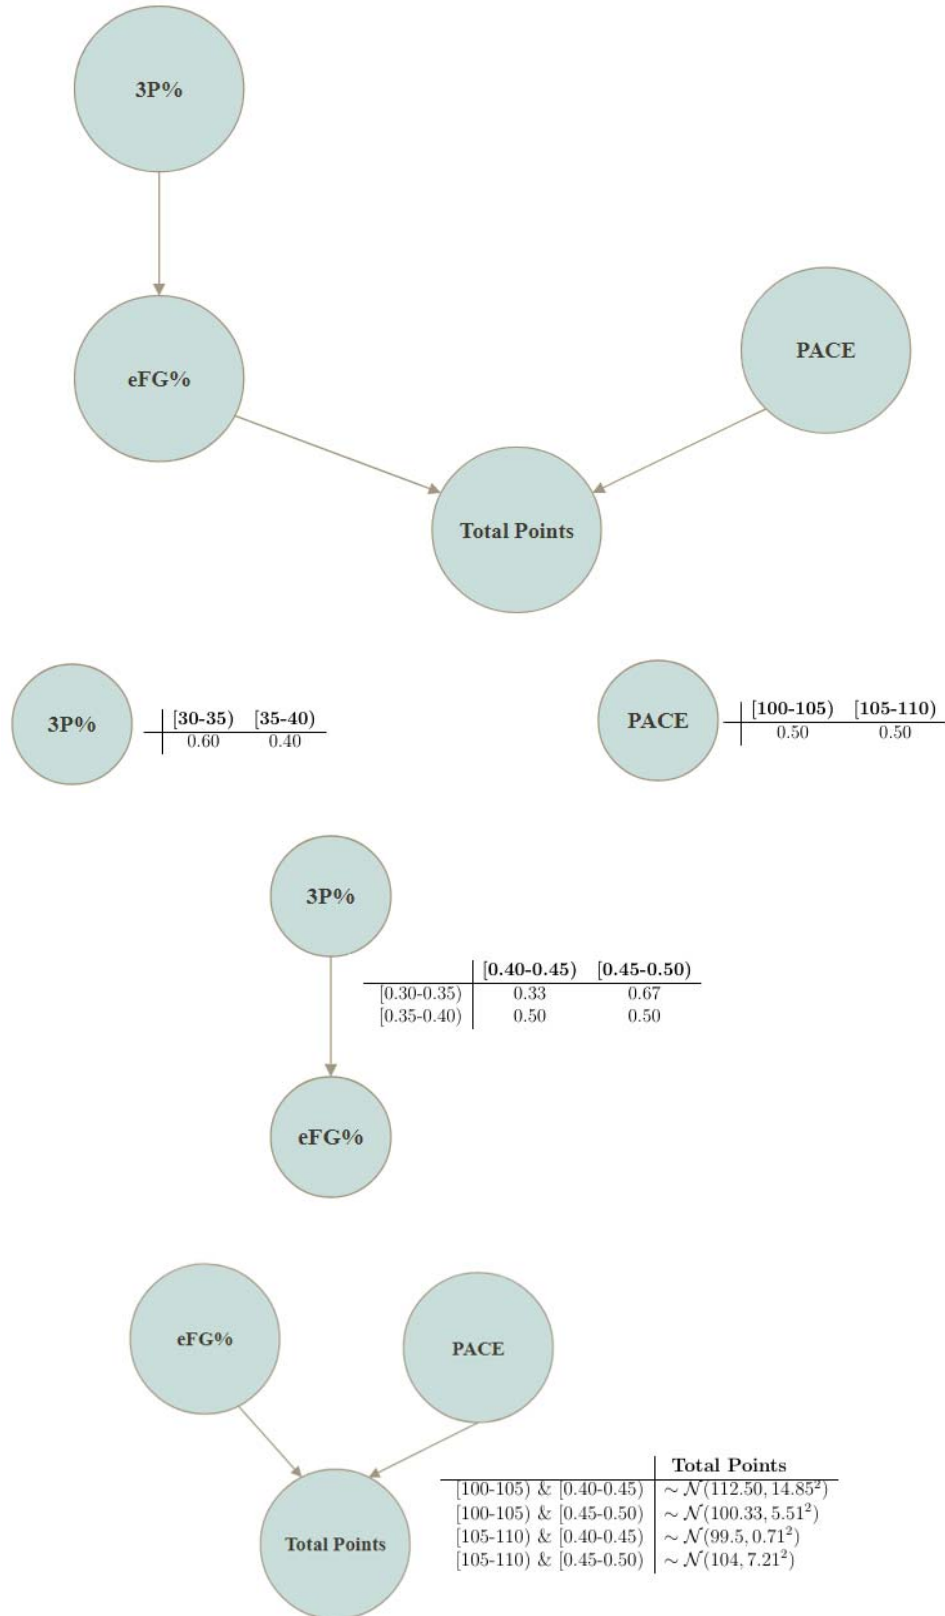 3P%
eFG%
PACE
Total Points
3P%
[30-35) [35-40)
0.60 0.40
PACE
[100-105) [105-110)
0.50 0.50
3P%
[0.40-0.45) [0.45-0.50)
[0.30-0.35) 0.33 0.67
[0.35-0.40) 0.50 0.50
eFG%
eFG%
PACE
Total Points
Total Points
[100-105) & [0.40-0.45) ∼ 𝒩(112.50, 14.85²)
[100-105) & [0.45-0.50) ∼ 𝒩(100.33, 5.51²)
[105-110) & [0.40-0.45) ∼ 𝒩(99.5, 0.71²)
[105-110) & [0.45-0.50) ∼ 𝒩(104, 7.21²)